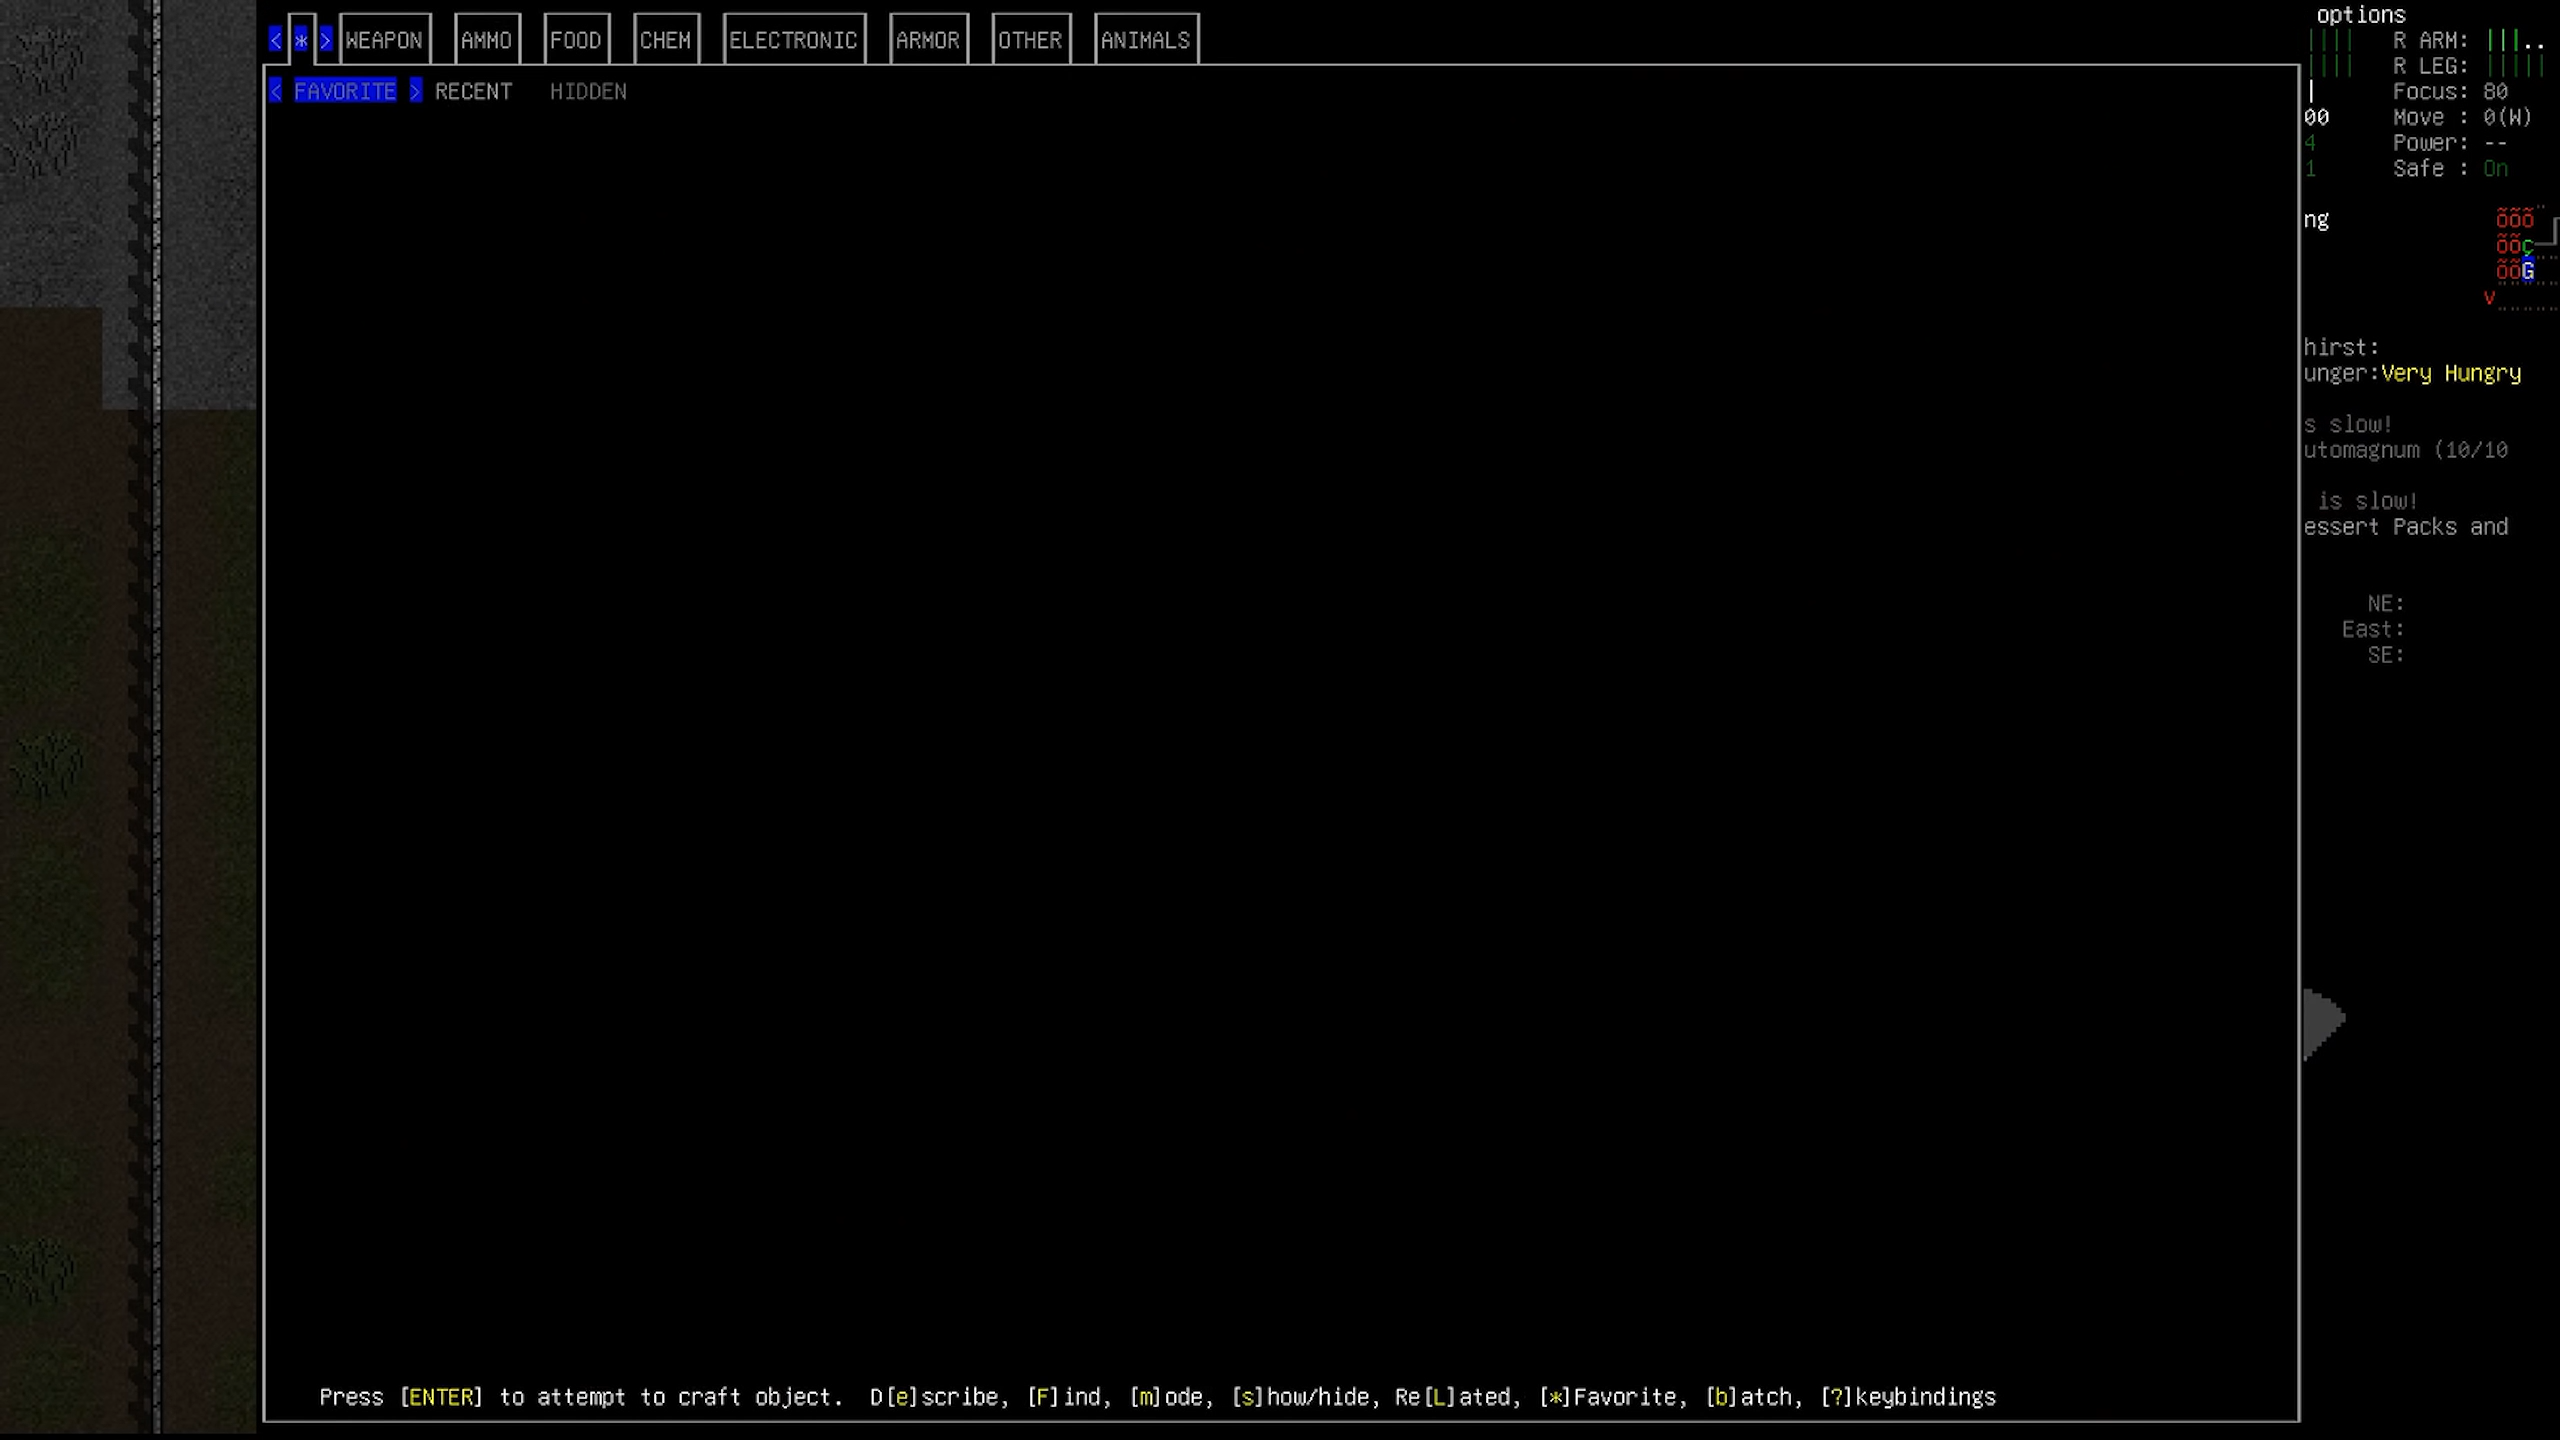 < * > WEAPON AMMO FOOD CHEM ELECTRONIC ARMOR OTHER ANIMALS
< FAVORITE > RECENT HIDDEN
options
R ARM: |||..
R LEG: |||||
Focus: 80
00 Move : 0(W)
4 Power: --
1 Safe : On
ng
õõõ
õõç
õõG
v
hirst:
unger:Very Hungry
s slow!
utomagnum (10/10
is slow!
essert Packs and
NE:
East:
SE:
Press [ENTER] to attempt to craft object. D[e]scribe, [F]ind, [m]ode, [s]how/hide, Re[L]ated, [*]Favorite, [b]atch, [?]keybindings